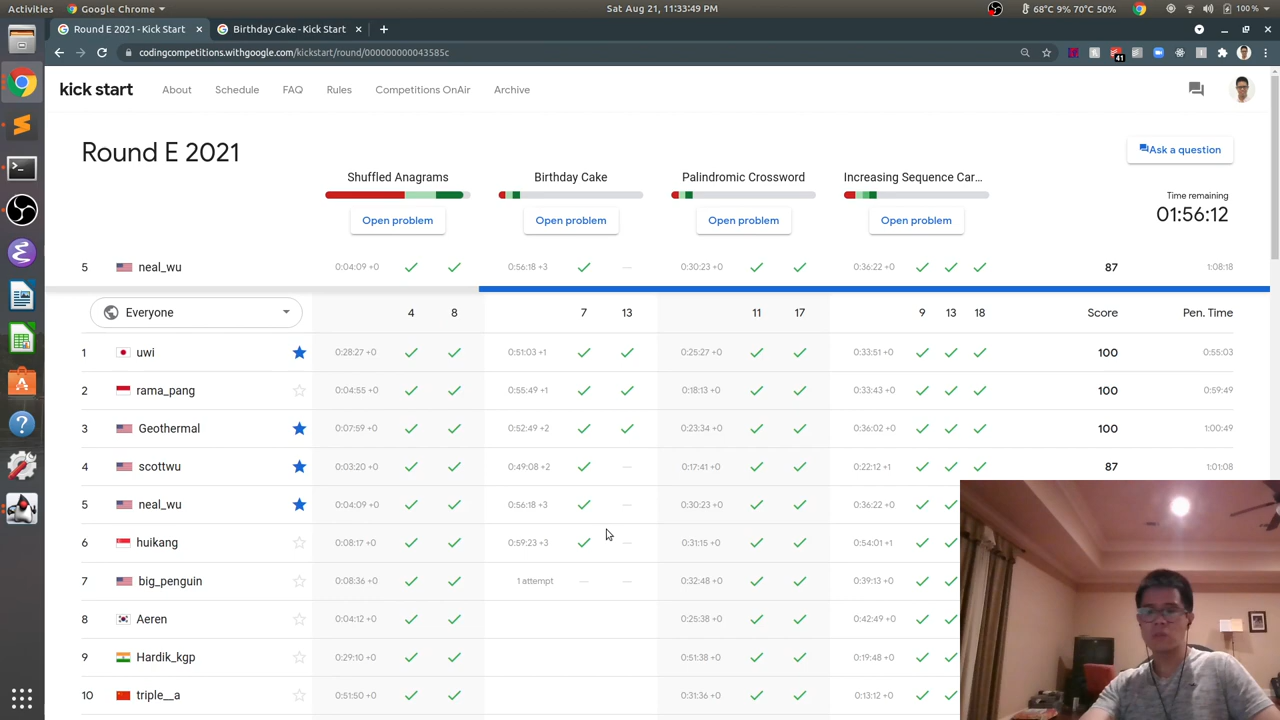 Activities Google Chrome Sat Aug 21, 11:33:49 PM 68°C 9% 70°C 50% 100 %
Round E 2021 - Kick Start Birthday Cake - Kick Start
codingcompetitions.withgoogle.com/kickstart/round/000000000043585c 41
kick start About Schedule FAQ Rules Competitions OnAir Archive
Round E 2021 Ask a question
Shuffled Anagrams Birthday Cake Palindromic Crossword Increasing Sequence Car...
Time remaining
Open problem Open problem Open problem Open problem 01:56:12
5 neal_wu 0:04:09 +0 0:56:18 +3 — 0:30:23 +0 0:36:22 +0 87 1:08:18
Everyone 4 8 7 13 11 17 9 13 18 Score Pen. Time
1 uwi 0:28:27 +0 0:51:03 +1 0:25:27 +0 0:33:51 +0 100 0:55:03
2 rama_pang 0:04:55 +0 0:55:49 +1 0:18:13 +0 0:33:43 +0 100 0:59:49
3 Geothermal 0:07:59 +0 0:52:49 +2 0:23:34 +0 0:36:02 +0 100 1:00:49
4 scottwu 0:03:20 +0 0:49:08 +2 — 0:17:41 +0 0:22:12 +1 87 1:01:08
5 neal_wu 0:04:09 +0 0:56:18 +3 — 0:30:23 +0 0:36:22 +0
6 huikang 0:08:17 +0 0:59:23 +3 — 0:31:15 +0 0:54:01 +1
7 big_penguin 0:08:36 +0 1 attempt — — 0:32:48 +0 0:39:13 +0
8 Aeren 0:04:12 +0 0:25:38 +0 0:42:49 +0
9 Hardik_kgp 0:29:10 +0 0:51:38 +0 0:19:48 +0
10 triple__a 0:51:50 +0 0:31:36 +0 0:13:12 +0